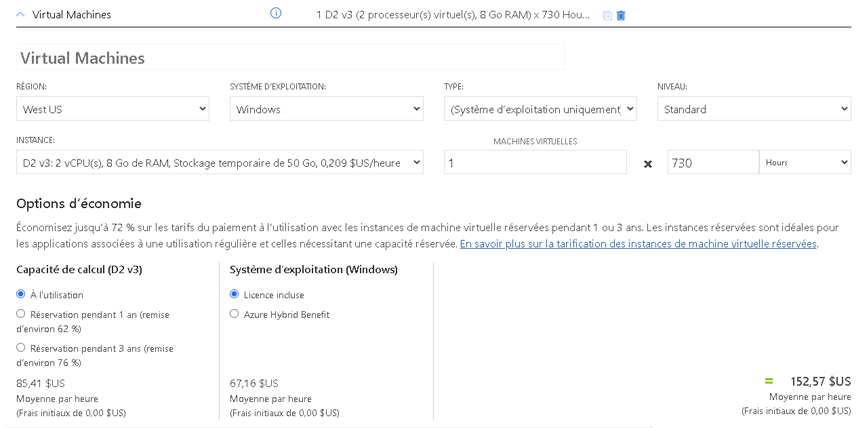 Virtual Machines
1 D2 v3 (2 processeur(s) virtuel(s), 8 Go RAM) x 730 Hou...
Virtual Machines
RÉGION:
SYSTÈME D'EXPLOITATION:
TYPE:
NIVEAU:
West US
Windows
(Système d'exploitation uniquement)
Standard
INSTANCE:
MACHINES VIRTUELLES
D2 v3: 2 vCPU(s), 8 Go de RAM, Stockage temporaire de 50 Go, 0,209 $US/heure
1
×
730
Hours
Options d'économie
Économisez jusqu'à 72 % sur les tarifs du paiement à l'utilisation avec les instances de machine virtuelle réservées pendant 1 ou 3 ans. Les instances réservées sont idéales pour
les applications associées à une utilisation régulière et celles nécessitant une capacité réservée. En savoir plus sur la tarification des instances de machine virtuelle réservées.
Capacité de calcul (D2 v3)
À l'utilisation
Réservation pendant 1 an (remise
d'environ 62 %)
Réservation pendant 3 ans (remise
d'environ 76 %)
85,41 $US
Moyenne par heure
(Frais initiaux de 0,00 $US)
Système d'exploitation (Windows)
Licence incluse
Azure Hybrid Benefit
67,16 $US
Moyenne par heure
(Frais initiaux de 0,00 $US)
= 152,57 $US
Moyenne par heure
(Frais initiaux de 0,00 $US)